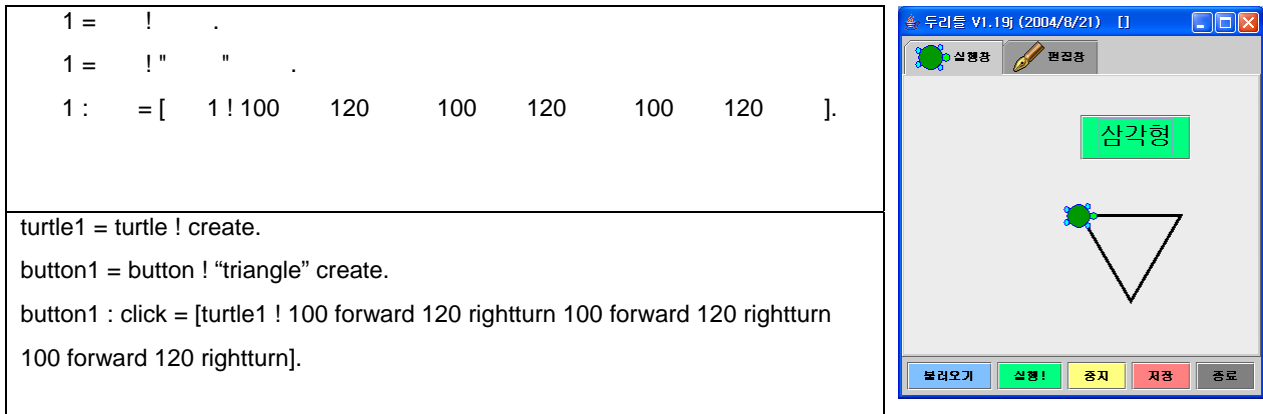 1 = ! .
1 = ! " " .
1 : = [ 1 ! 100 120 100 120 100 120 ].
turtle1 = turtle ! create.
button1 = button ! “triangle” create.
button1 : click = [turtle1 ! 100 forward 120 rightturn 100 forward 120 rightturn
100 forward 120 rightturn].
두리틀 V1.19j (2004/8/21) []
실행창 편집창
삼각형
불러오기 실행! 중지 저장 종료